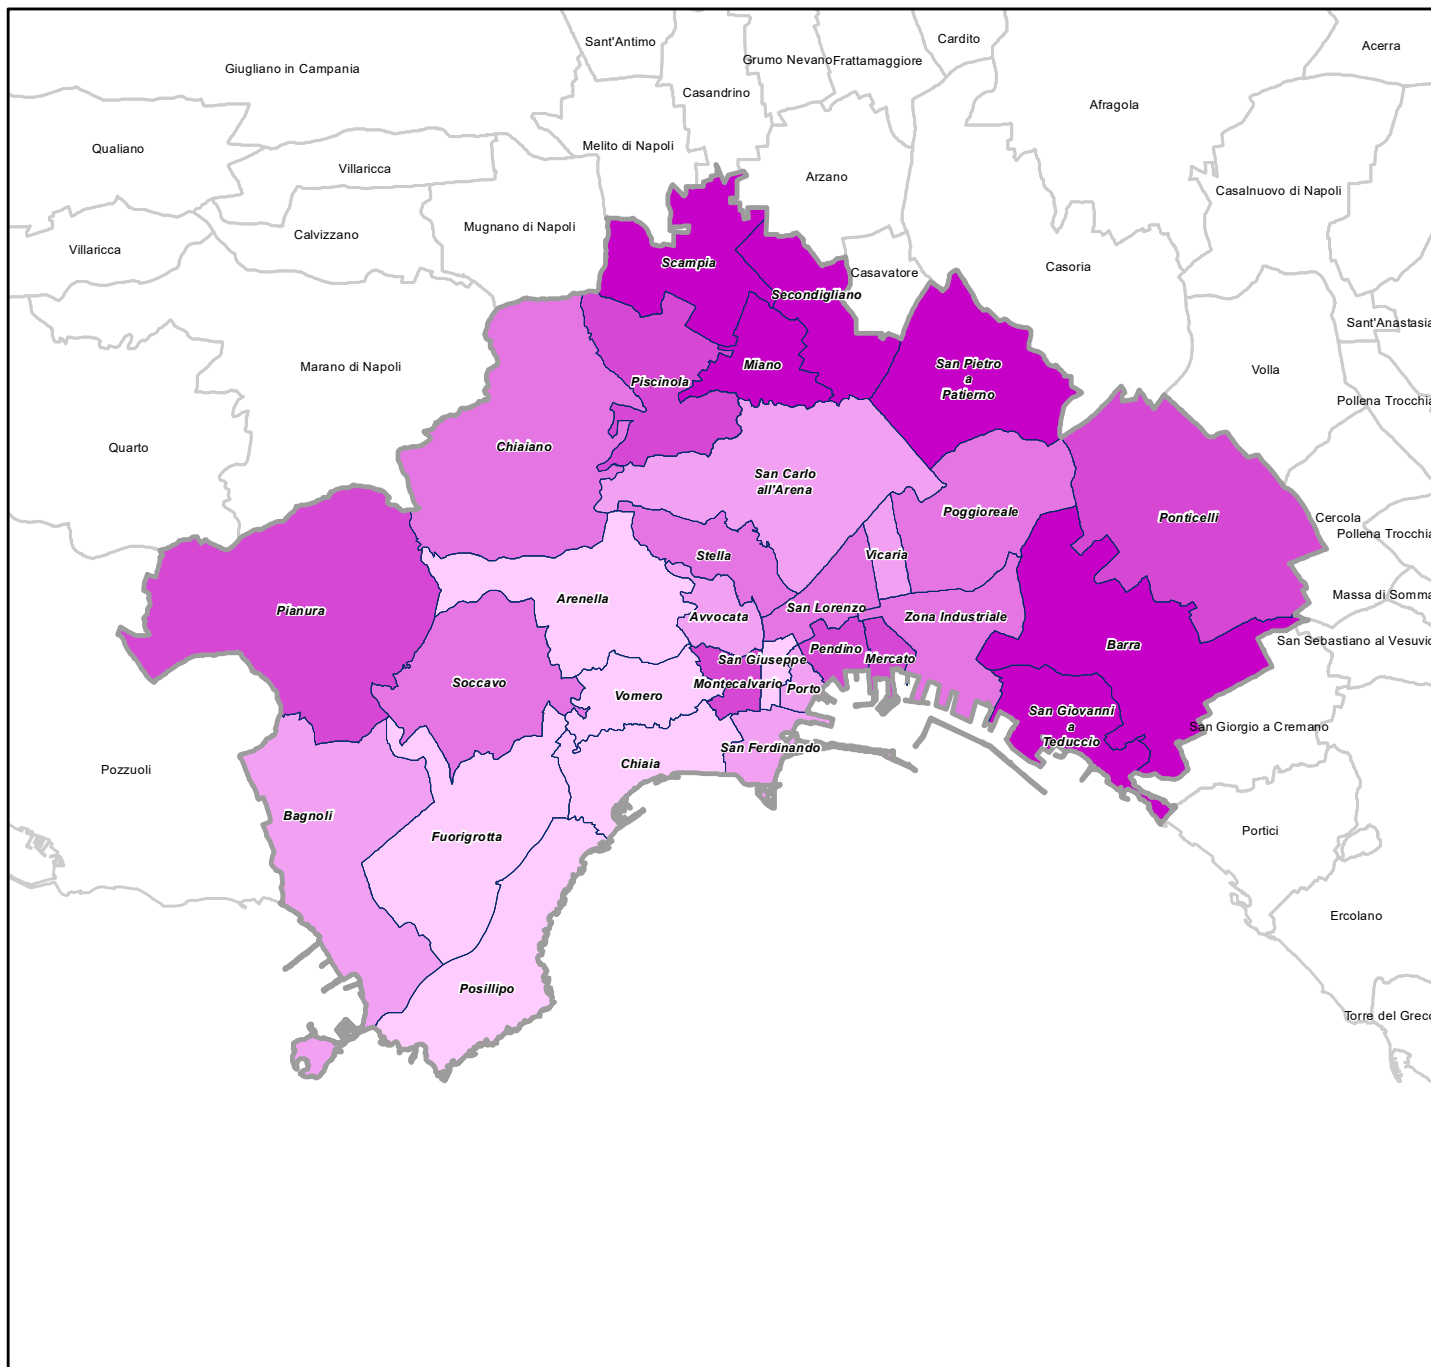 Sant'Antimo
Cardito
Acerra
Giugliano in Campania
Grumo Nevano
Frattamaggiore
Casandrino
Afragola
Qualiano
Melito di Napoli
Villaricca
Arzano
Casalnuovo di Napoli
Mugnano di Napoli
Calvizzano
Villaricca
Scampia
Casavatore
Casoria
Secondigliano
Sant'Anastasia
Marano di Napoli
Miano
San Pietro
a
Patierno
Volla
Piscinola
Pollena Trocchia
Quarto
Chiaiano
San Carlo
all'Arena
Poggioreale
Ponticelli
Cercola
Pollena Trocchia
Stella
Vicaria
Massa di Somma
Pianura
Arenella
Avvocata
San Lorenzo
Zona Industriale
San Sebastiano al Vesuvio
Barra
Pendino
Mercato
San Giuseppe
Soccavo
Montecalvario
Porto
Vomero
San Giovanni
a
Teduccio
San Giorgio a Cremano
San Ferdinando
Chiaia
Pozzuoli
Bagnoli
Fuorigrotta
Portici
Ercolano
Posillipo
Torre del Greco